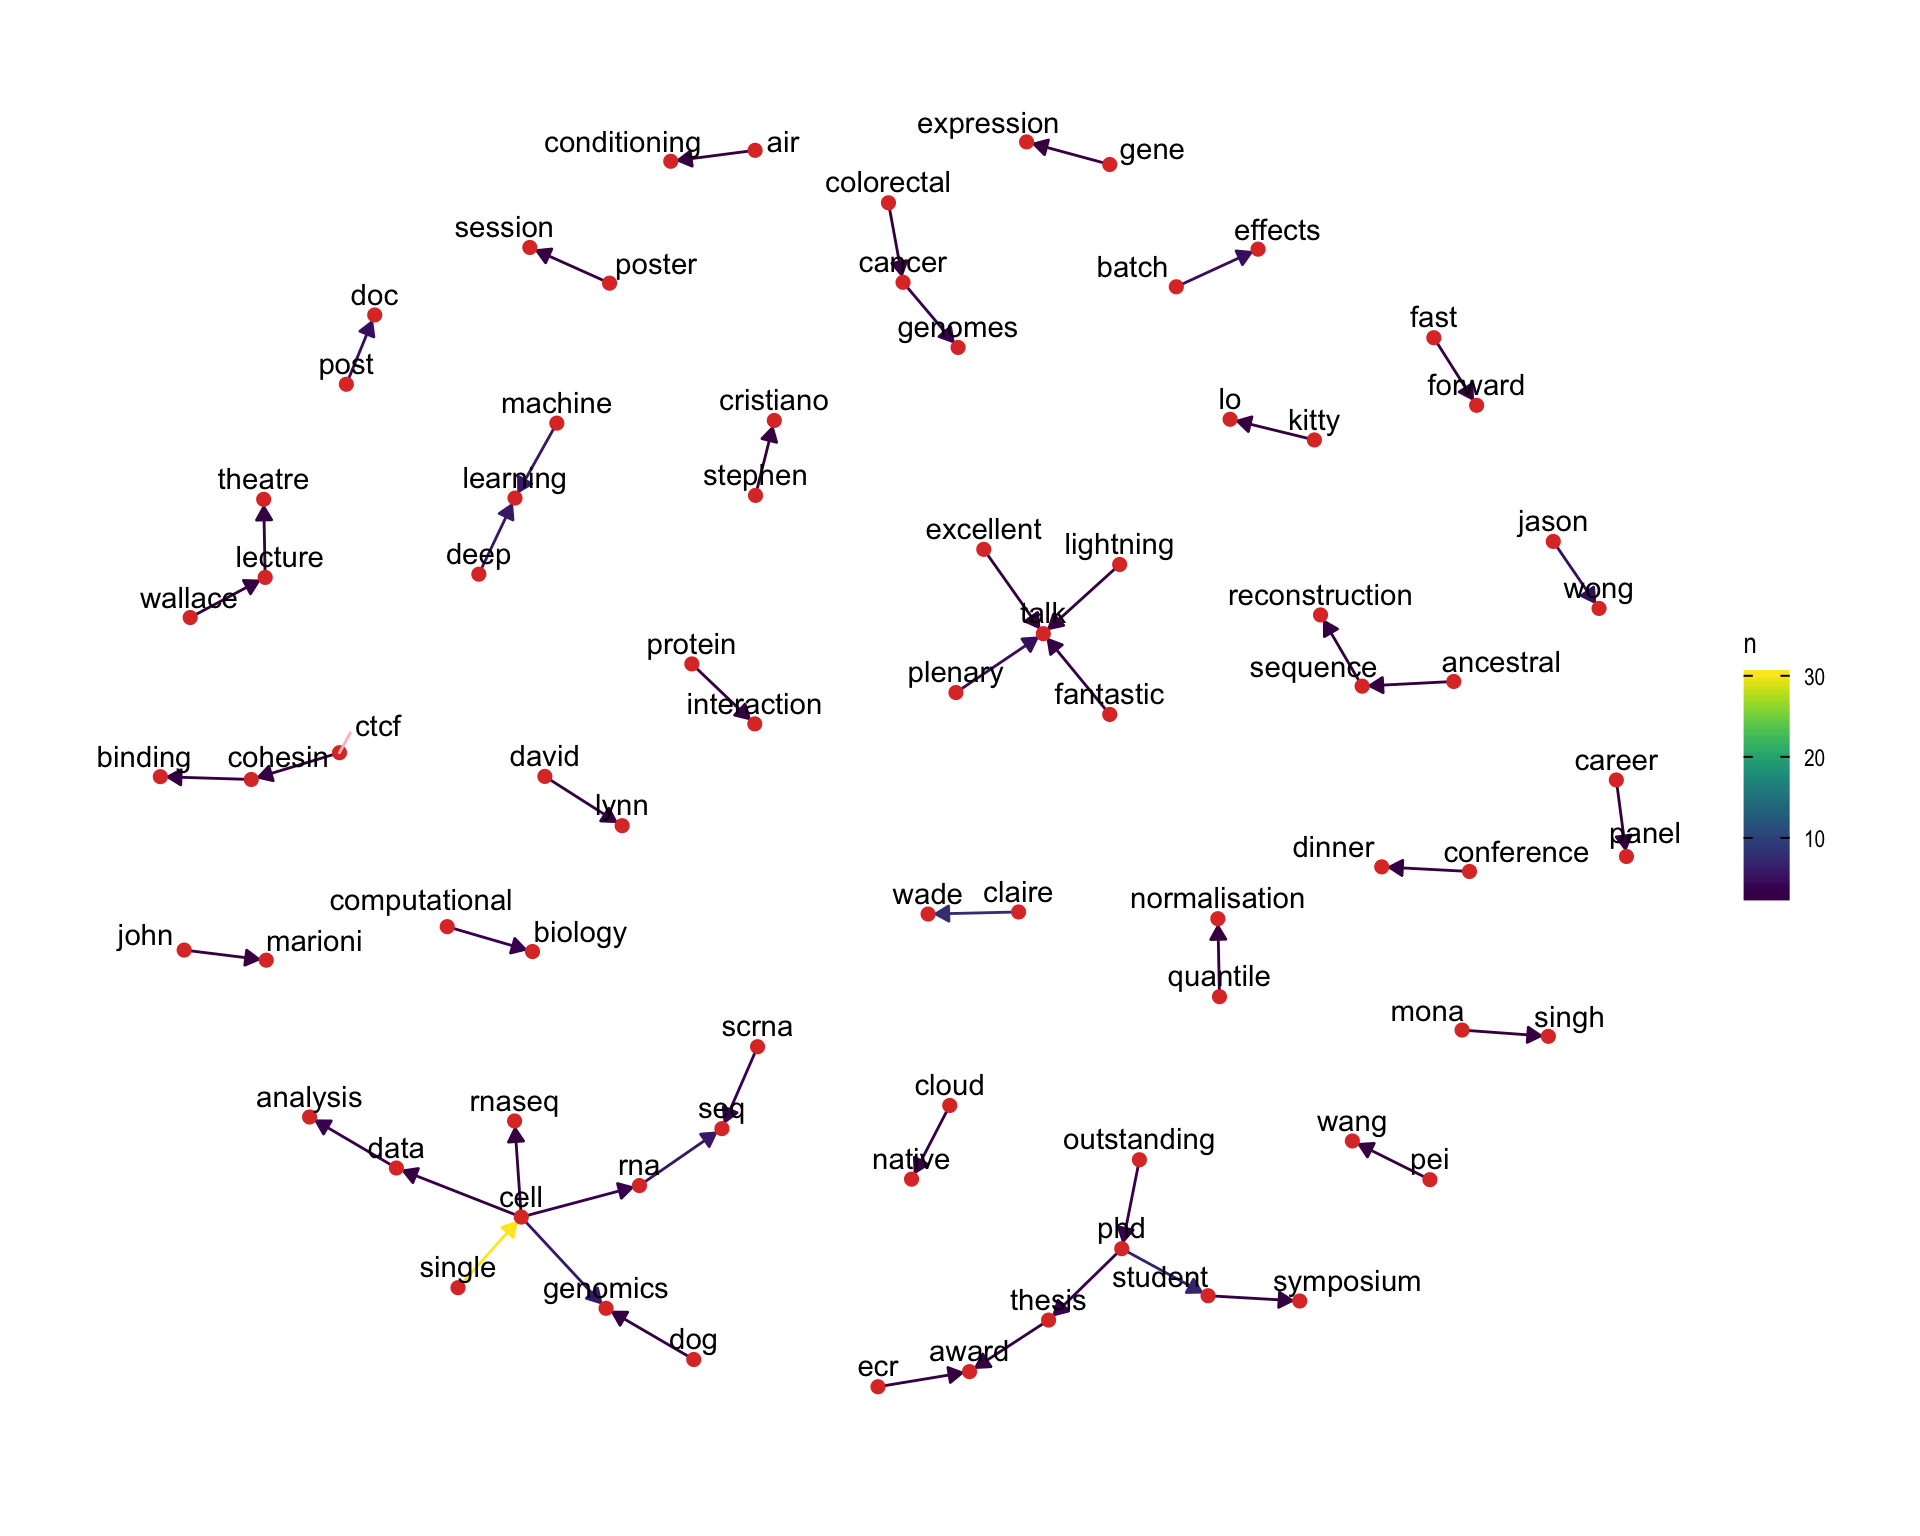 expression
conditioning
air
gene
colorectal
session
effects
cancer
poster
batch
doc
fast
genomes
post
forward
machine
cristiano
lo
kitty
theatre
learning
stephen
jason
excellent
lightning
lecture
deep
wong
reconstruction
wallace
talk
protein
n
sequence
ancestral
plenary
fantastic
30
interaction
ctcf
binding
cohesin
david
20
career
lynn
panel
10
dinner
conference
computational
wade
claire
normalisation
john
marioni
biology
quantile
mona
singh
scrna
analysis
rnaseq
seq
cloud
wang
data
outstanding
native
pei
rna
cell
phd
single
student
symposium
genomics
thesis
dog
award
ecr